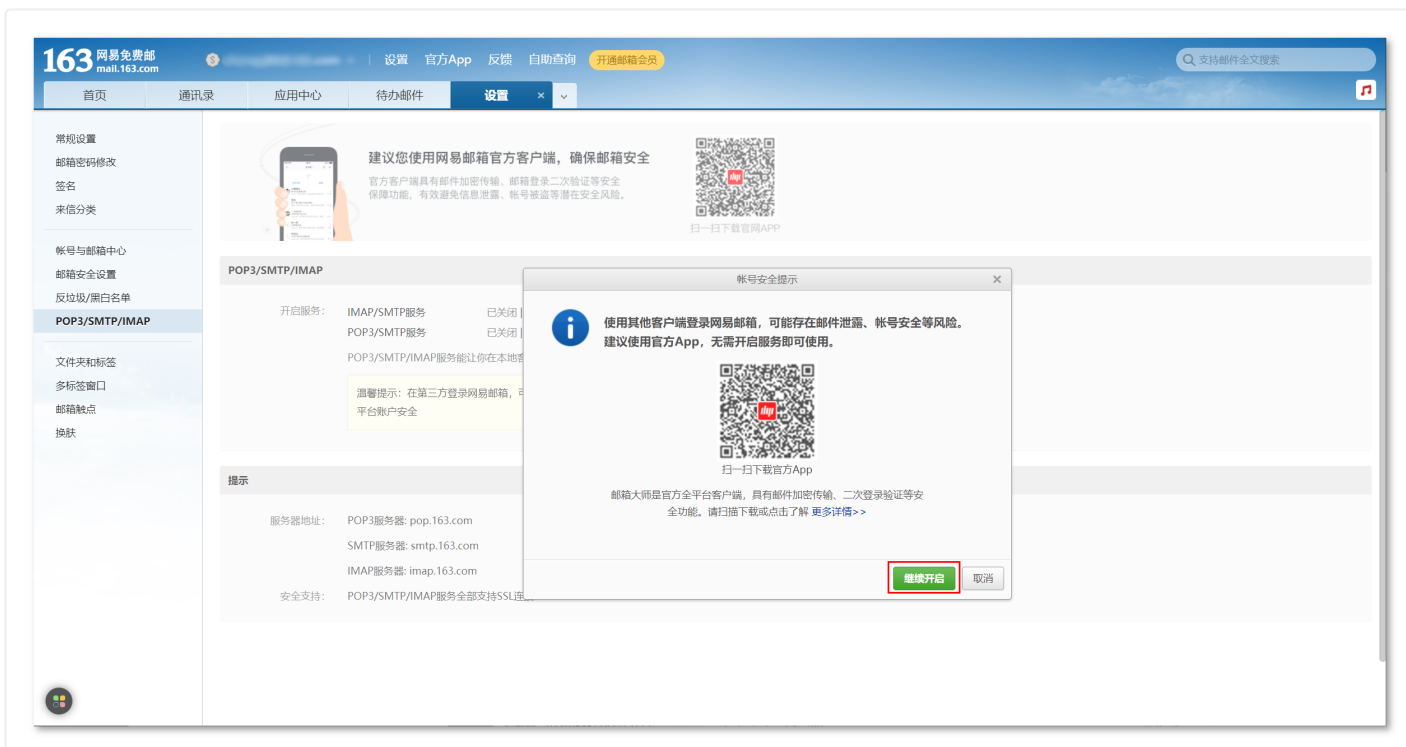 163 网易免费邮
mail.163.com
设置 官方App 反馈 自助查询 开通邮箱会员
支持邮件全文搜索
首页 通讯录 应用中心 待办邮件 设置 ×
常规设置
邮箱密码修改
签名
来信分类
帐号与邮箱中心
邮箱安全设置
反垃圾/黑白名单
POP3/SMTP/IMAP
文件夹和标签
多标签窗口
邮箱触点
换肤
建议您使用网易邮箱官方客户端，确保邮箱安全
官方客户端具有邮件加密传输、邮箱登录二次验证等安全
保障功能，有效避免信息泄露、帐号被盗等潜在安全风险。
扫一扫下载官网APP
POP3/SMTP/IMAP
开启服务： IMAP/SMTP服务 已关闭 |
POP3/SMTP服务 已关闭 |
POP3/SMTP/IMAP服务能让你在本地
温馨提示：在第三方登录网易邮箱，
平台账户安全
提示
服务器地址： POP3服务器: pop.163.com
SMTP服务器: smtp.163.com
IMAP服务器: imap.163.com
安全支持： POP3/SMTP/IMAP服务全部支持SSL连
帐号安全提示 ×
使用其他客户端登录网易邮箱，可能存在邮件泄露、帐号安全等风险。
建议使用官方App，无需开启服务即可使用。
扫一扫下载官方App
邮箱大师是官方全平台客户端，具有邮件加密传输、二次登录验证等安
全功能。请扫描下载或点击了解 更多详情>>
继续开启 取消